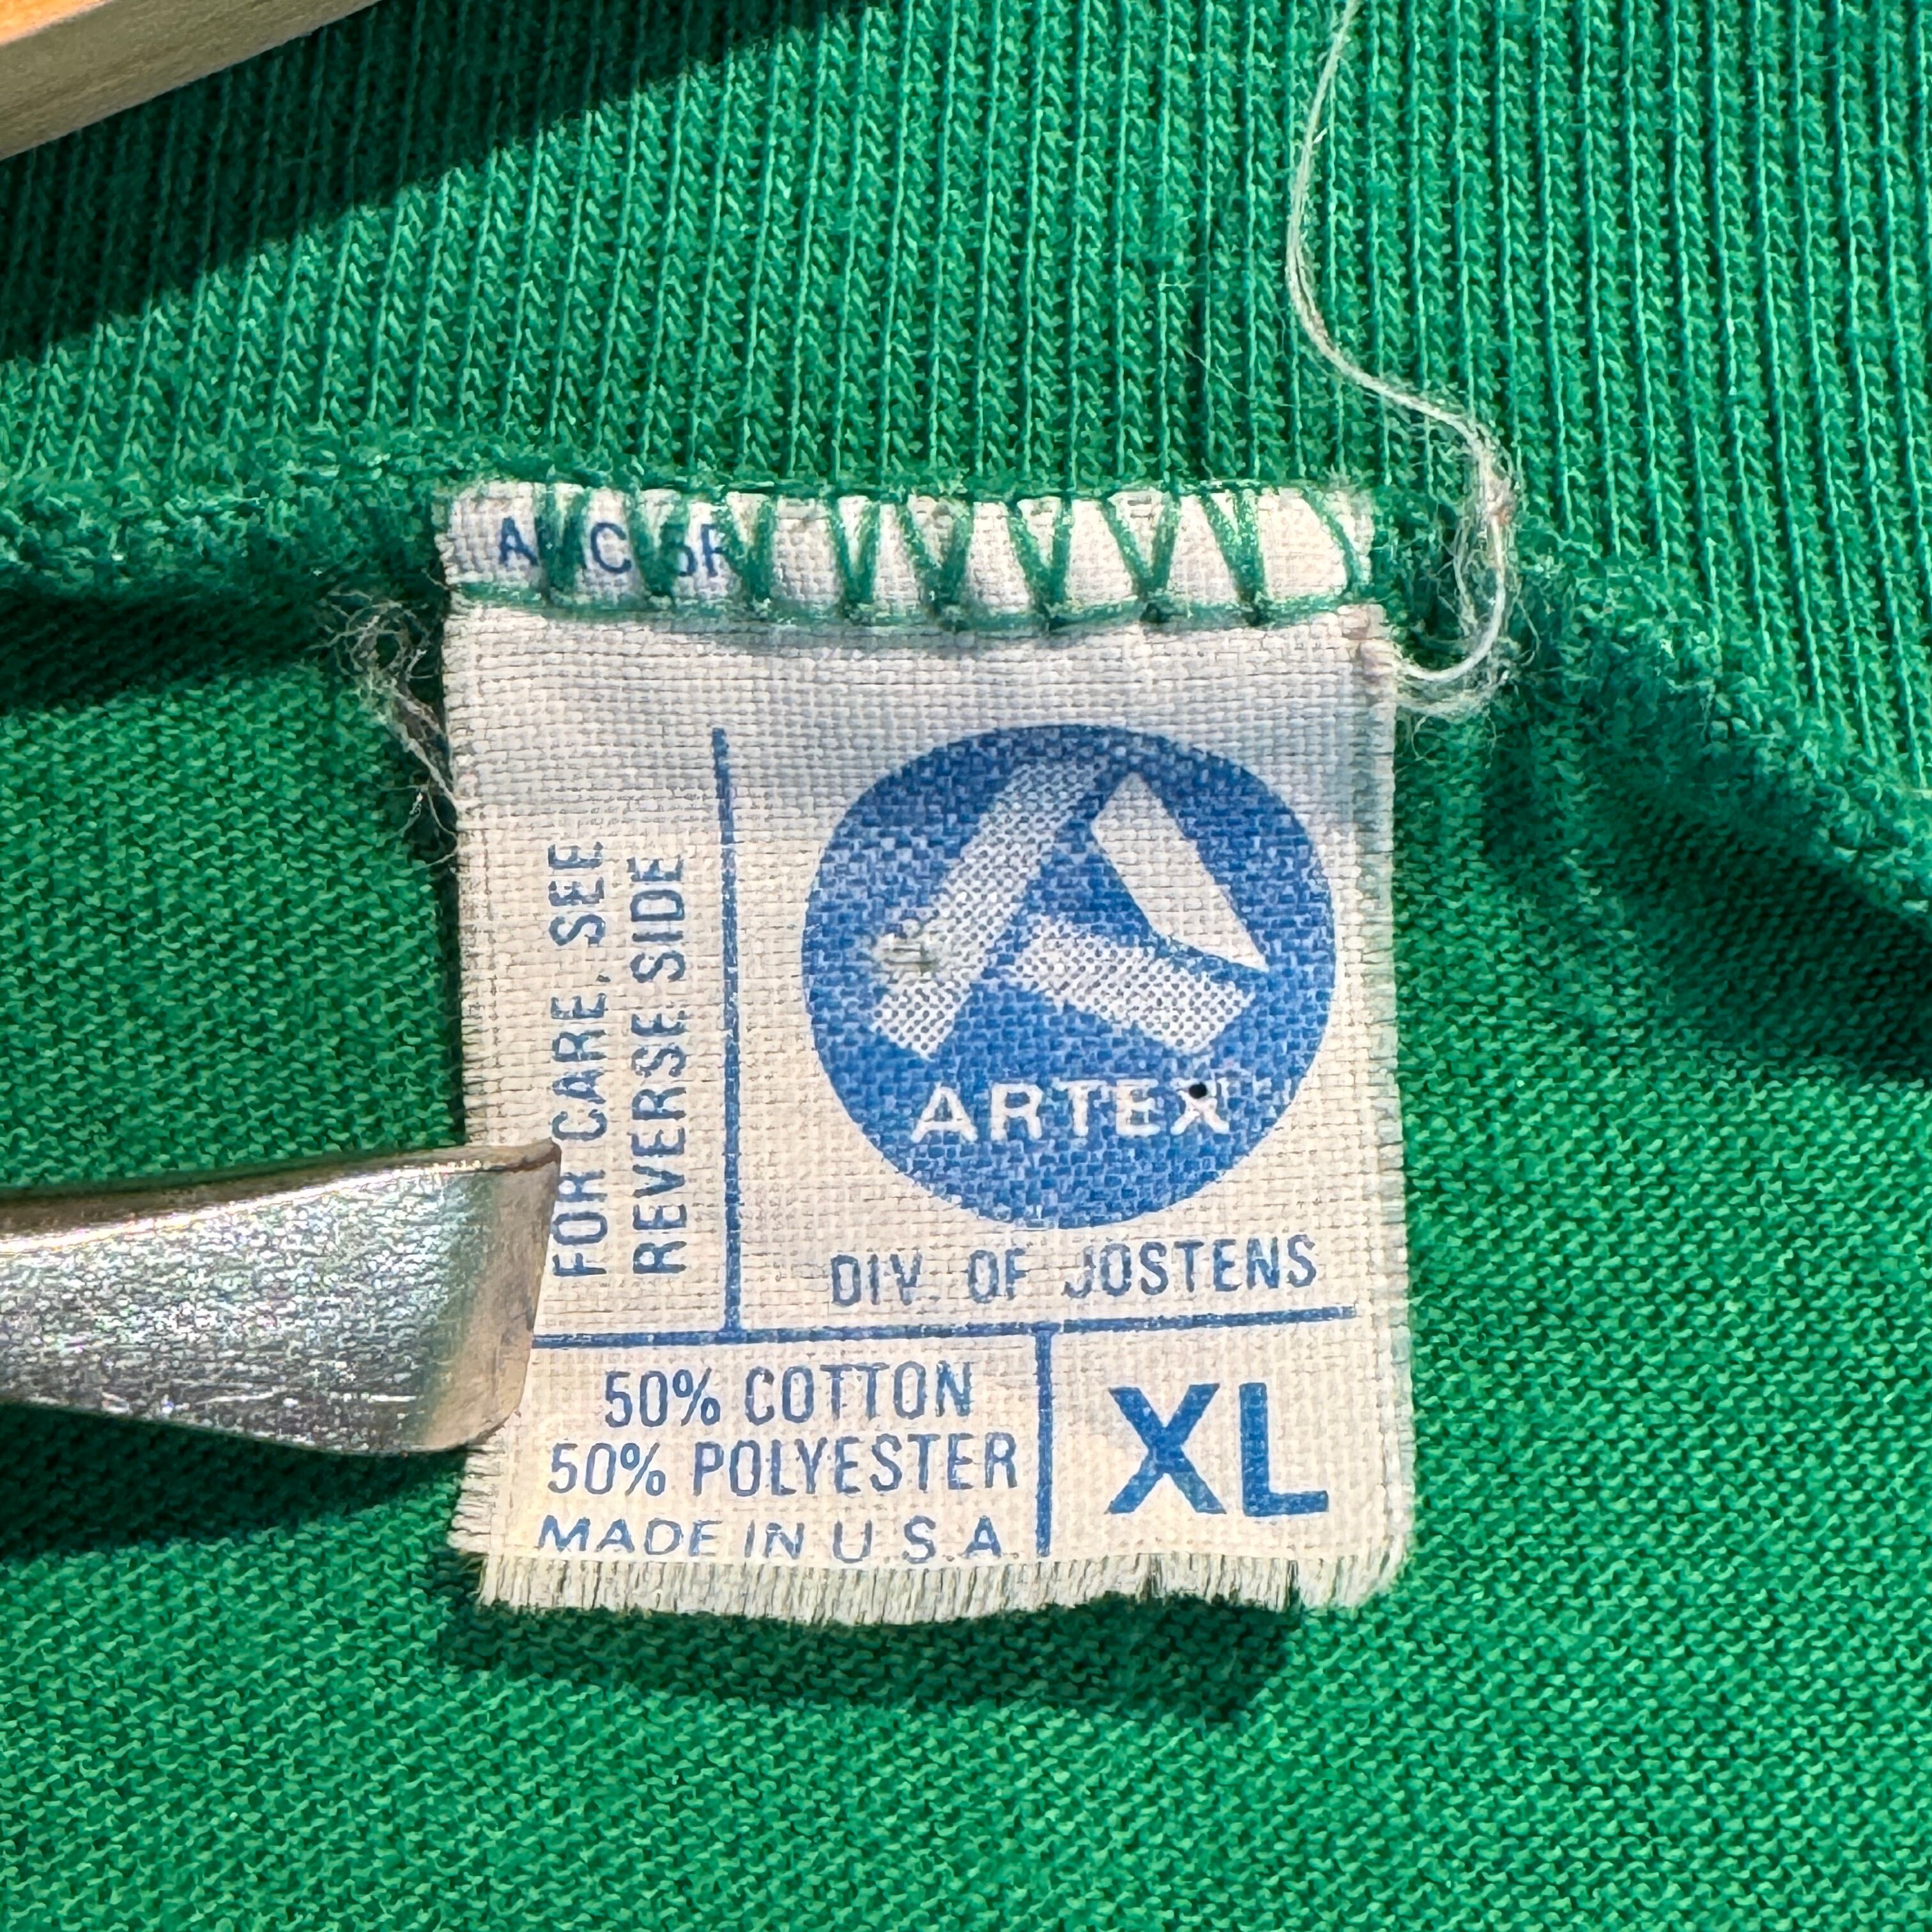 FOR CARE, SEE
REVERSE SIDE
ARTEX
DIV. OF JOSTENS
50% COTTON
50% POLYESTER
MADE IN U.S.A.
XL